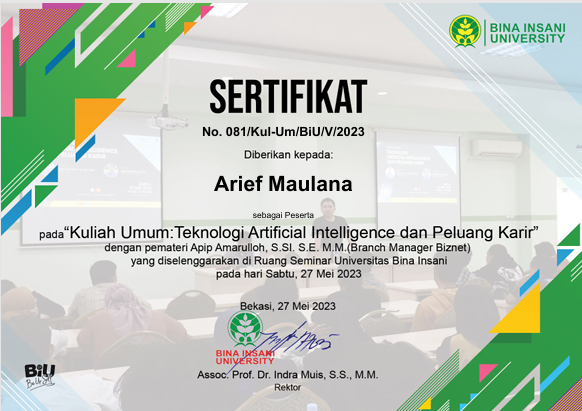 BINA INSANI
UNIVERSITY
SERTIFIKAT
No. 081/Kul-Um/BiU/V/2023
Diberikan kepada:
Arief Maulana
sebagai Peserta
pada“Kuliah Umum:Teknologi Artificial Intelligence dan Peluang Karir”
dengan pemateri Apip Amarulloh, S.SI. S.E. M.M.(Branch Manager Biznet)
yang diselenggarakan di Ruang Seminar Universitas Bina Insani
pada hari Sabtu, 27 Mei 2023
Bekasi, 27 Mei 2023
BINA INSANI
UNIVERSITY
Assoc. Prof. Dr. Indra Muis, S.S., M.M.
Rektor
BiU